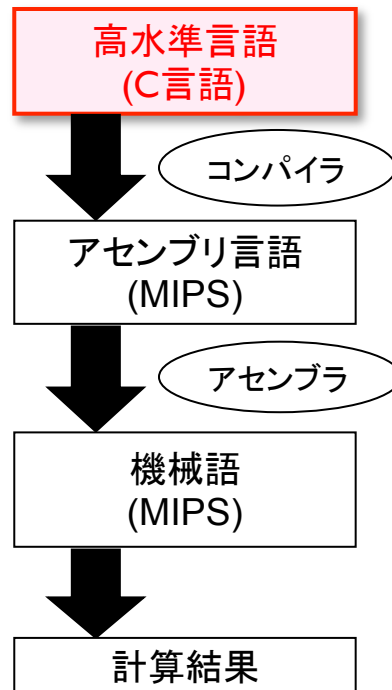 高水準言語
(C言語)
コンパイラ
アセンブリ言語
(MIPS)
アセンブラ
機械語
(MIPS)
計算結果